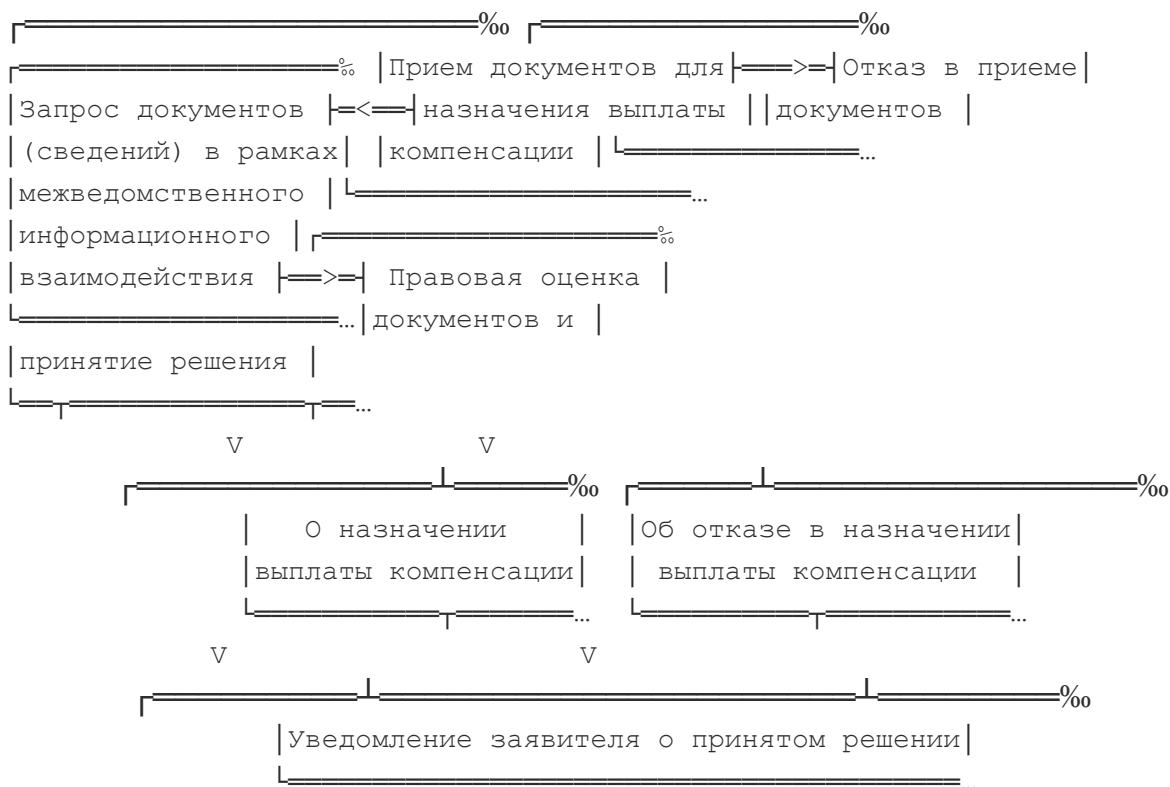 ┌══════════════════════‰ ┌════════════════‰
┌═══════════════════‰ │Прием документов для├═══>═┤Отказ в приеме│
│Запрос документов ├═<══┤назначения выплаты ││документов │
│(сведений) в рамках│ │компенсации │└══════════════…
│межведомственного │└════════════════════…
│информационного │┌════════════════════‰
│взаимодействия ├══>═┤ Правовая оценка │
└═══════════════════…│документов и │
│принятие решения │
└══┬══════════════┬══…
V V
┌══════════════┴═════‰ ┌═════┴═════════════════‰
│ О назначении │ │Об отказе в назначении│
│выплаты компенсации│ │ выплаты компенсации │
└═══════════┬═══════… └══════════┬═══════════…
V V
┌══════════┴═══════════════════════┴═════════‰
│Уведомление заявителя о принятом решении│
└════════════════════════════════════════…